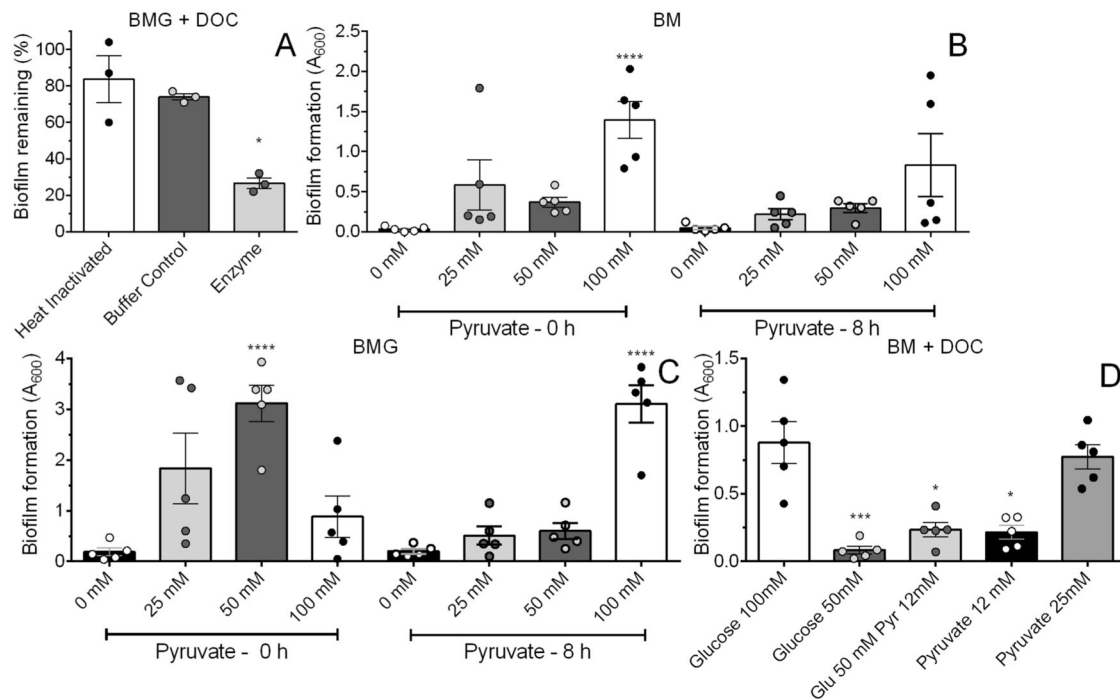 BMG + DOC
A
Biofilm remaining (%)
100
80
60
40
20
0
*
Heat Inactivated
Buffer Control
Enzyme
BM
B
Biofilm formation (A600)
2.5
2.0
1.5
1.0
0.5
0.0
****
0 mM
25 mM
50 mM
100 mM
0 mM
25 mM
50 mM
100 mM
Pyruvate - 0 h
Pyruvate - 8h
BMG
C
Biofilm formation (A600)
4
3
2
1
0
****
****
0 mM
25 mM
50 mM
100 mM
0 mM
25 mM
50 mM
100 mM
Pyruvate - 0 h
Pyruvate - 8h
BM + DOC
D
Biofilm formation (A600)
1.5
1.0
0.5
0.0
***
*
*
Glucose 100mM
Glucose 50mM
Glu 50 mM Pyr 12mM
Pyruvate 12 mM
Pyruvate 25mM